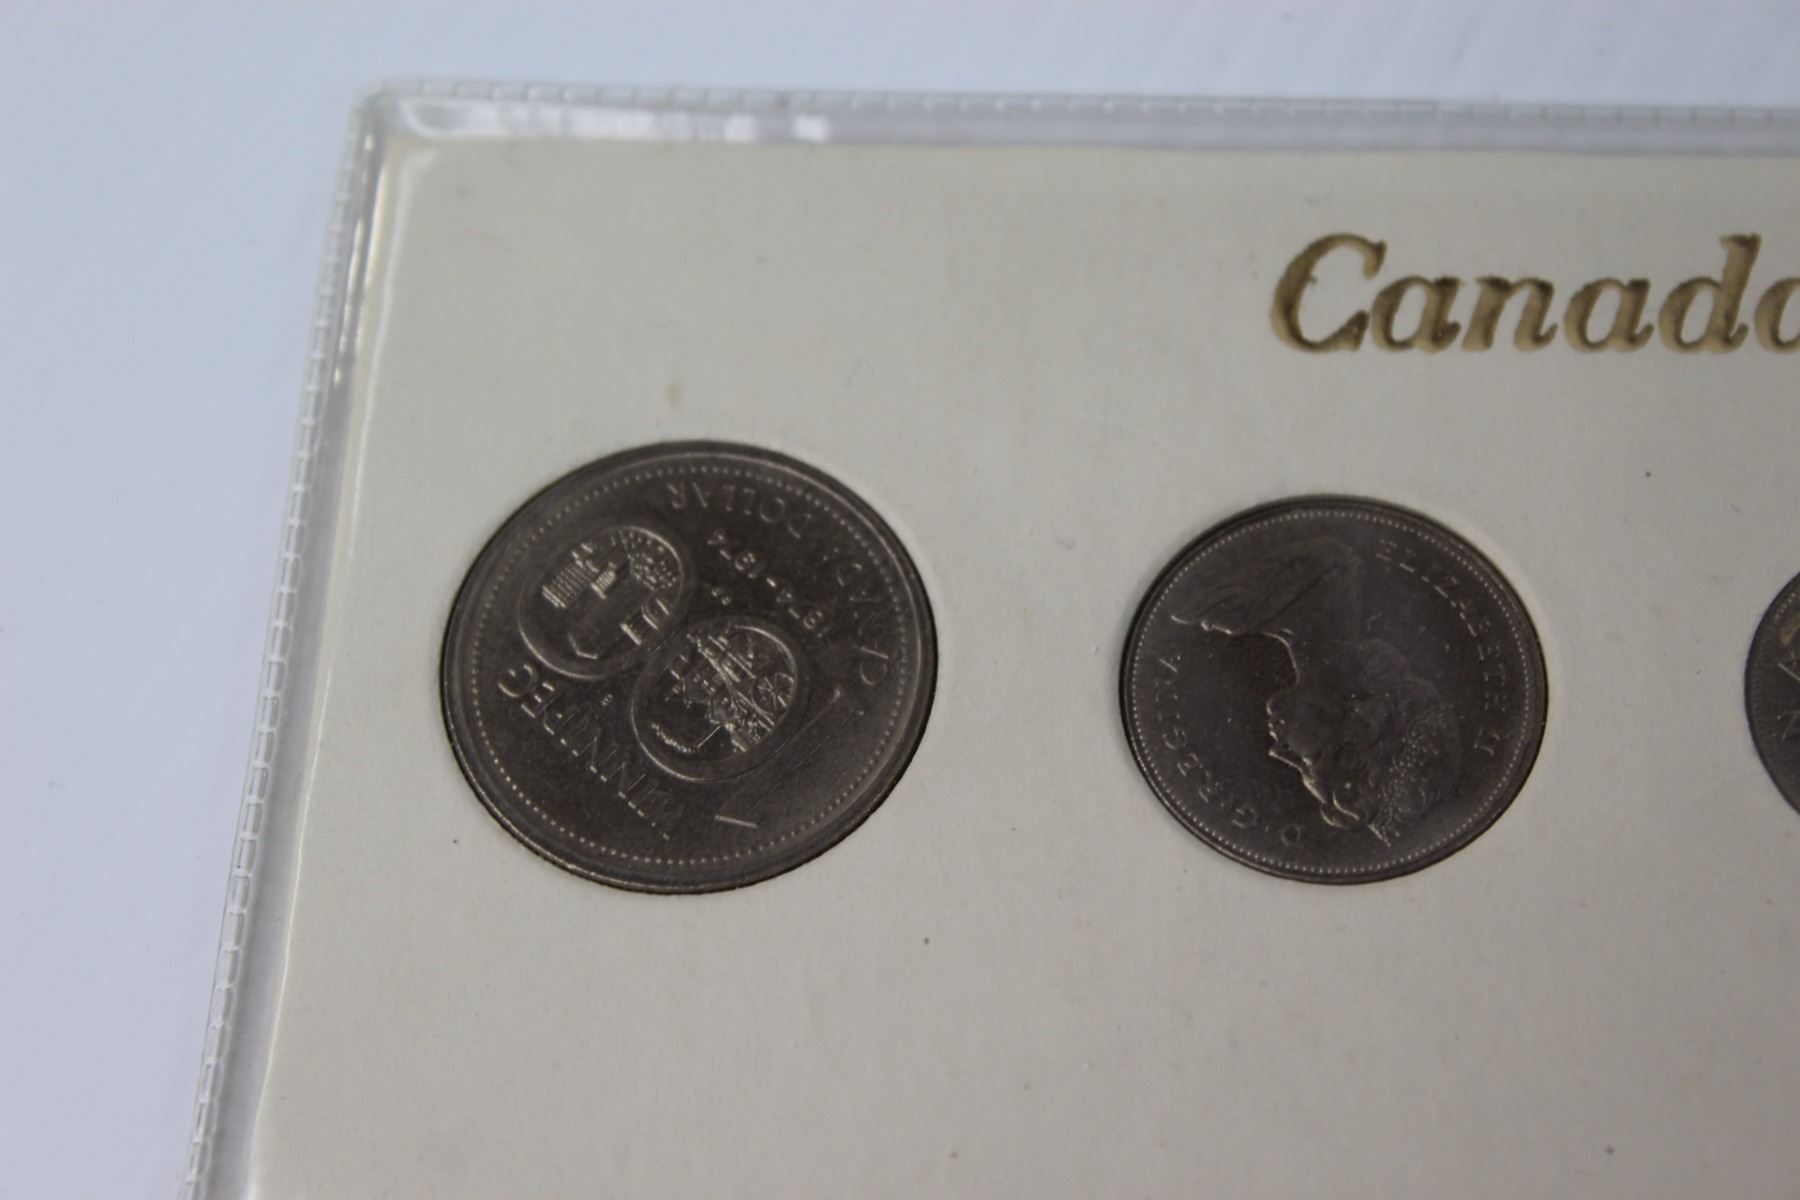 Canada
WINNIPEG
1874-1974
CANADA DOLLAR
ELIZABETH II
D·G·REGINA